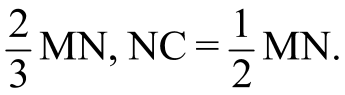 2/3 MN, NC = 1/2 MN.